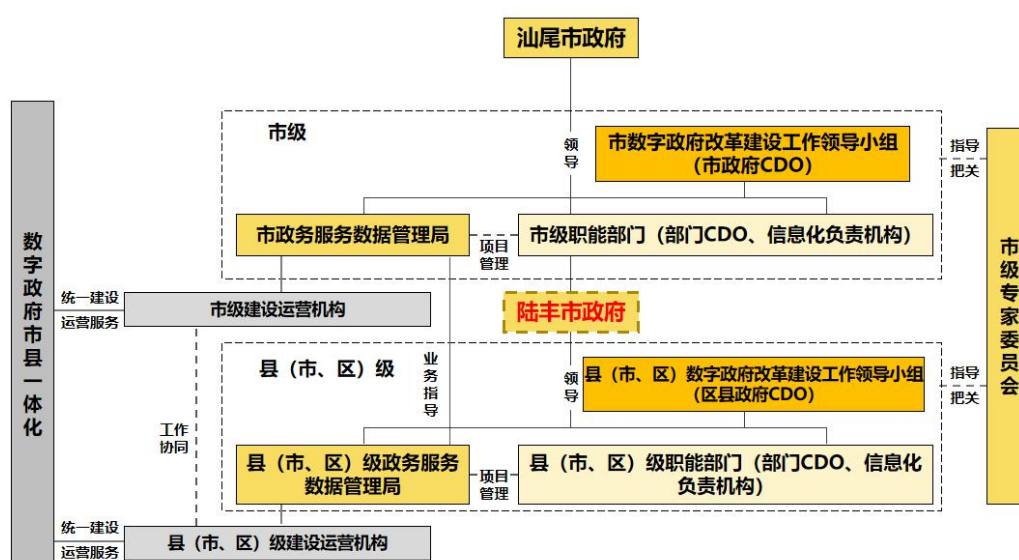 汕尾市政府
市级
领导
市数字政府改革建设工作领导小组
（市政府CDO）
指导
把关
市政务服务数据管理局
项目
管理
市级职能部门（部门CDO、信息化负责机构）
数字政府市县一体化
市级专家委员会
统一建设
运营服务
市级建设运营机构
陆丰市政府
县（市、区）级
业务指导
领导
县（市、区）数字政府改革建设工作领导小组
（区县政府CDO）
指导
把关
工作
协同
县（市、区）级政务服务
数据管理局
项目
管理
县（市、区）级职能部门（部门CDO、信息化
负责机构）
统一建设
运营服务
县（市、区）级建设运营机构